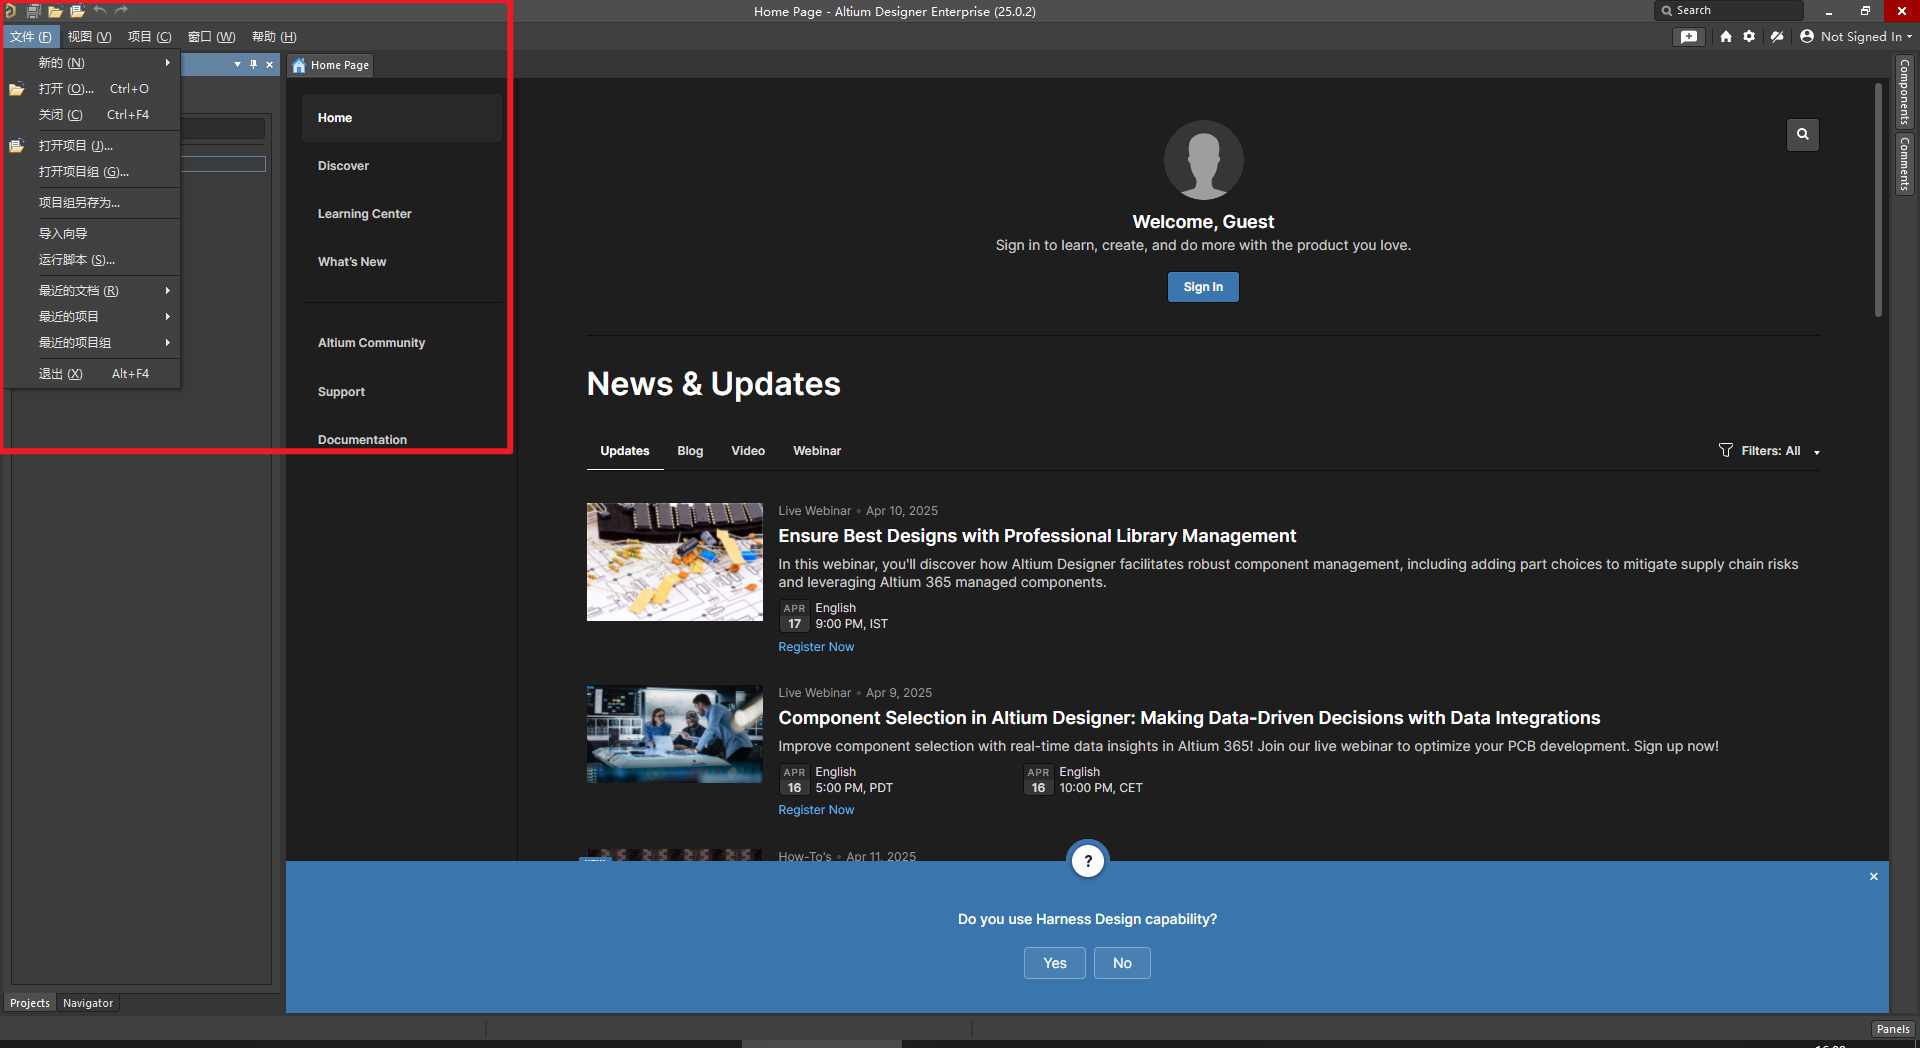 Home Page - Altium Designer Enterprise (25.0.2)
Search
文件 (F) 视图 (V) 项目 (C) 窗口 (W) 帮助 (H)
Not Signed In
新的 (N)
打开 (O)... Ctrl+O
关闭 (C) Ctrl+F4
打开项目 (J)...
打开项目组 (G)...
项目组另存为...
导入向导
运行脚本 (S)...
最近的文档 (R)
最近的项目
最近的项目组
退出 (X) Alt+F4
Home Page
Home
Discover
Learning Center
What's New
Altium Community
Support
Documentation
Welcome, Guest
Sign in to learn, create, and do more with the product you love.
Sign In
News & Updates
Updates Blog Video Webinar
Filters: All
Live Webinar • Apr 10, 2025
Ensure Best Designs with Professional Library Management
In this webinar, you'll discover how Altium Designer facilitates robust component management, including adding part choices to mitigate supply chain risks
and leveraging Altium 365 managed components.
APR 17 English
9:00 PM, IST
Register Now
Live Webinar • Apr 9, 2025
Component Selection in Altium Designer: Making Data-Driven Decisions with Data Integrations
Improve component selection with real-time data insights in Altium 365! Join our live webinar to optimize your PCB development. Sign up now!
APR 16 English
5:00 PM, PDT
APR 16 English
10:00 PM, CET
Register Now
How-To's • Apr 11, 2025
?
Do you use Harness Design capability?
Yes No
Components
Comments
Projects Navigator
Panels